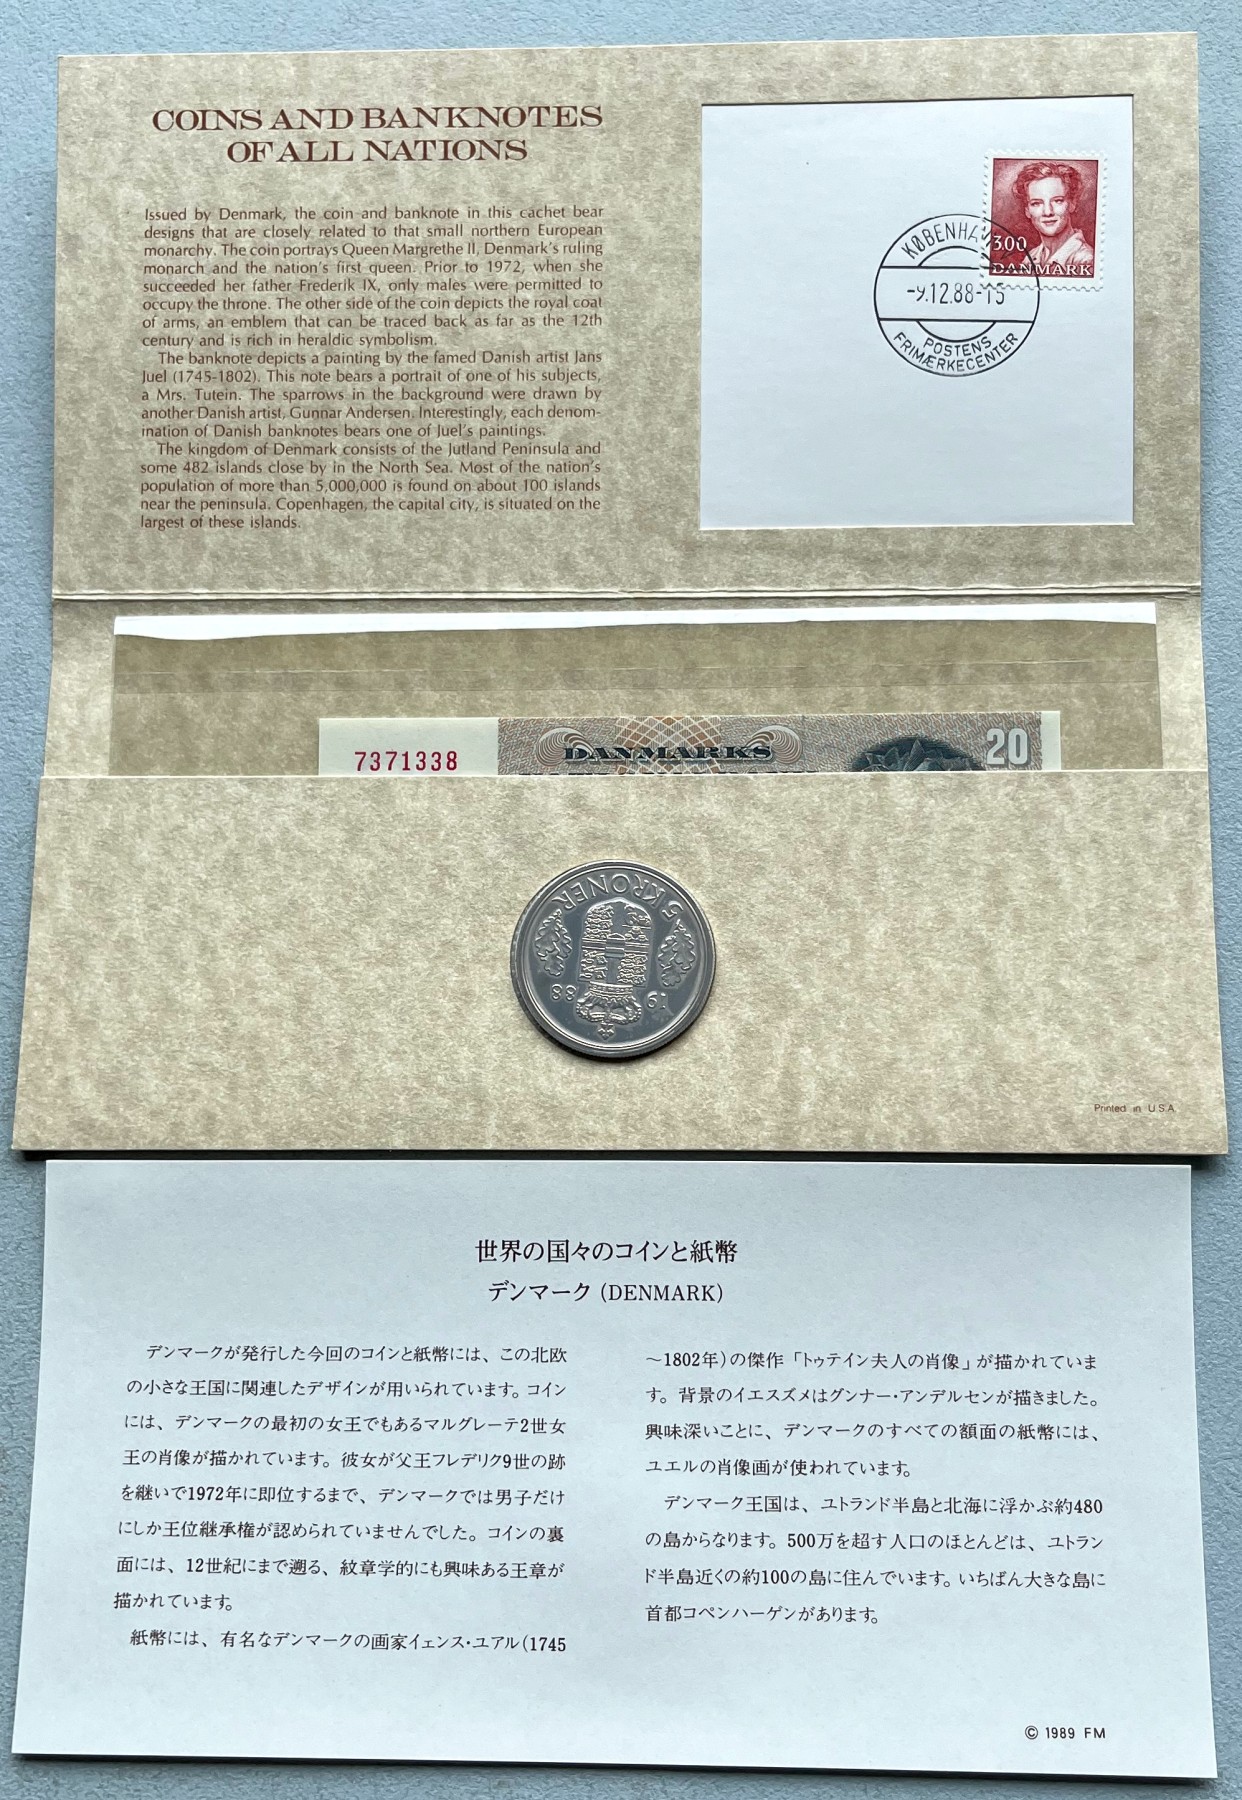 COINS AND BANKNOTES
OF ALL NATIONS
Issued by Denmark, the coin and banknote in this cachet bear
designs that are closely related to that small northern European
monarchy. The coin portrays Queen Margrethe II, Denmark's ruling
monarch and the nation's first queen. Prior to 1972, when she
succeeded her father Frederik IX, only males were permitted to
occupy the throne. The other side of the coin depicts the royal coat
of arms, an emblem that can be traced back as far as the 12th
century and is rich in heraldic symbolism.
The banknote depicts a painting by the famed Danish artist Jans
Juel (1745-1802). This note bears a portrait of one of his subjects,
a Mrs. Tutein. The sparrows in the background were drawn by
another Danish artist, Gunnar Andersen. Interestingly, each denom-
ination of Danish banknotes bears one of Juel's paintings.
The kingdom of Denmark consists of the Jutland Peninsula and
some 482 islands close by in the North Sea. Most of the nation's
population of more than 5,000,000 is found on about 100 islands
near the peninsula. Copenhagen, the capital city, is situated on the
largest of these islands.
3.00
DANMARK
KØBENHAVN
-9.12.88-15
POSTENS
FRIMÆRKECENTER
7371338
DANMARKS
20
5 KRONER
19 88
Printed in U.S.A.
世界の国々のコインと紙幣
デンマーク (DENMARK)
デンマークが発行した今回のコインと紙幣には、この北欧
の小さな王国に関連したデザインが用いられています。コイン
には、デンマークの最初の女王でもあるマルグレーテ2世女
王の肖像が描かれています。彼女が父王フレデリク9世の跡
を継いで1972年に即位するまで、デンマークでは男子だけ
にしか王位継承権が認められていませんでした。コインの裏
面には、12世紀にまで遡る、紋章学的にも興味ある王章が
描かれています。
紙幣には、有名なデンマークの画家イェンス・ユアル(1745
〜1802年)の傑作「トゥテイン夫人の肖像」が描かれていま
す。背景のイエスズメはグンナー・アンデルセンが描きました。
興味深いことに、デンマークのすべての額面の紙幣には、
ユエルの肖像画が使われています。
デンマーク王国は、ユトランド半島と北海に浮かぶ約480
の島からなります。500万を超す人口のほとんどは、ユトラン
ド半島近くの約100の島に住んでいます。いちばん大きな島に
首都コペンハーゲンがあります。
© 1989 FM